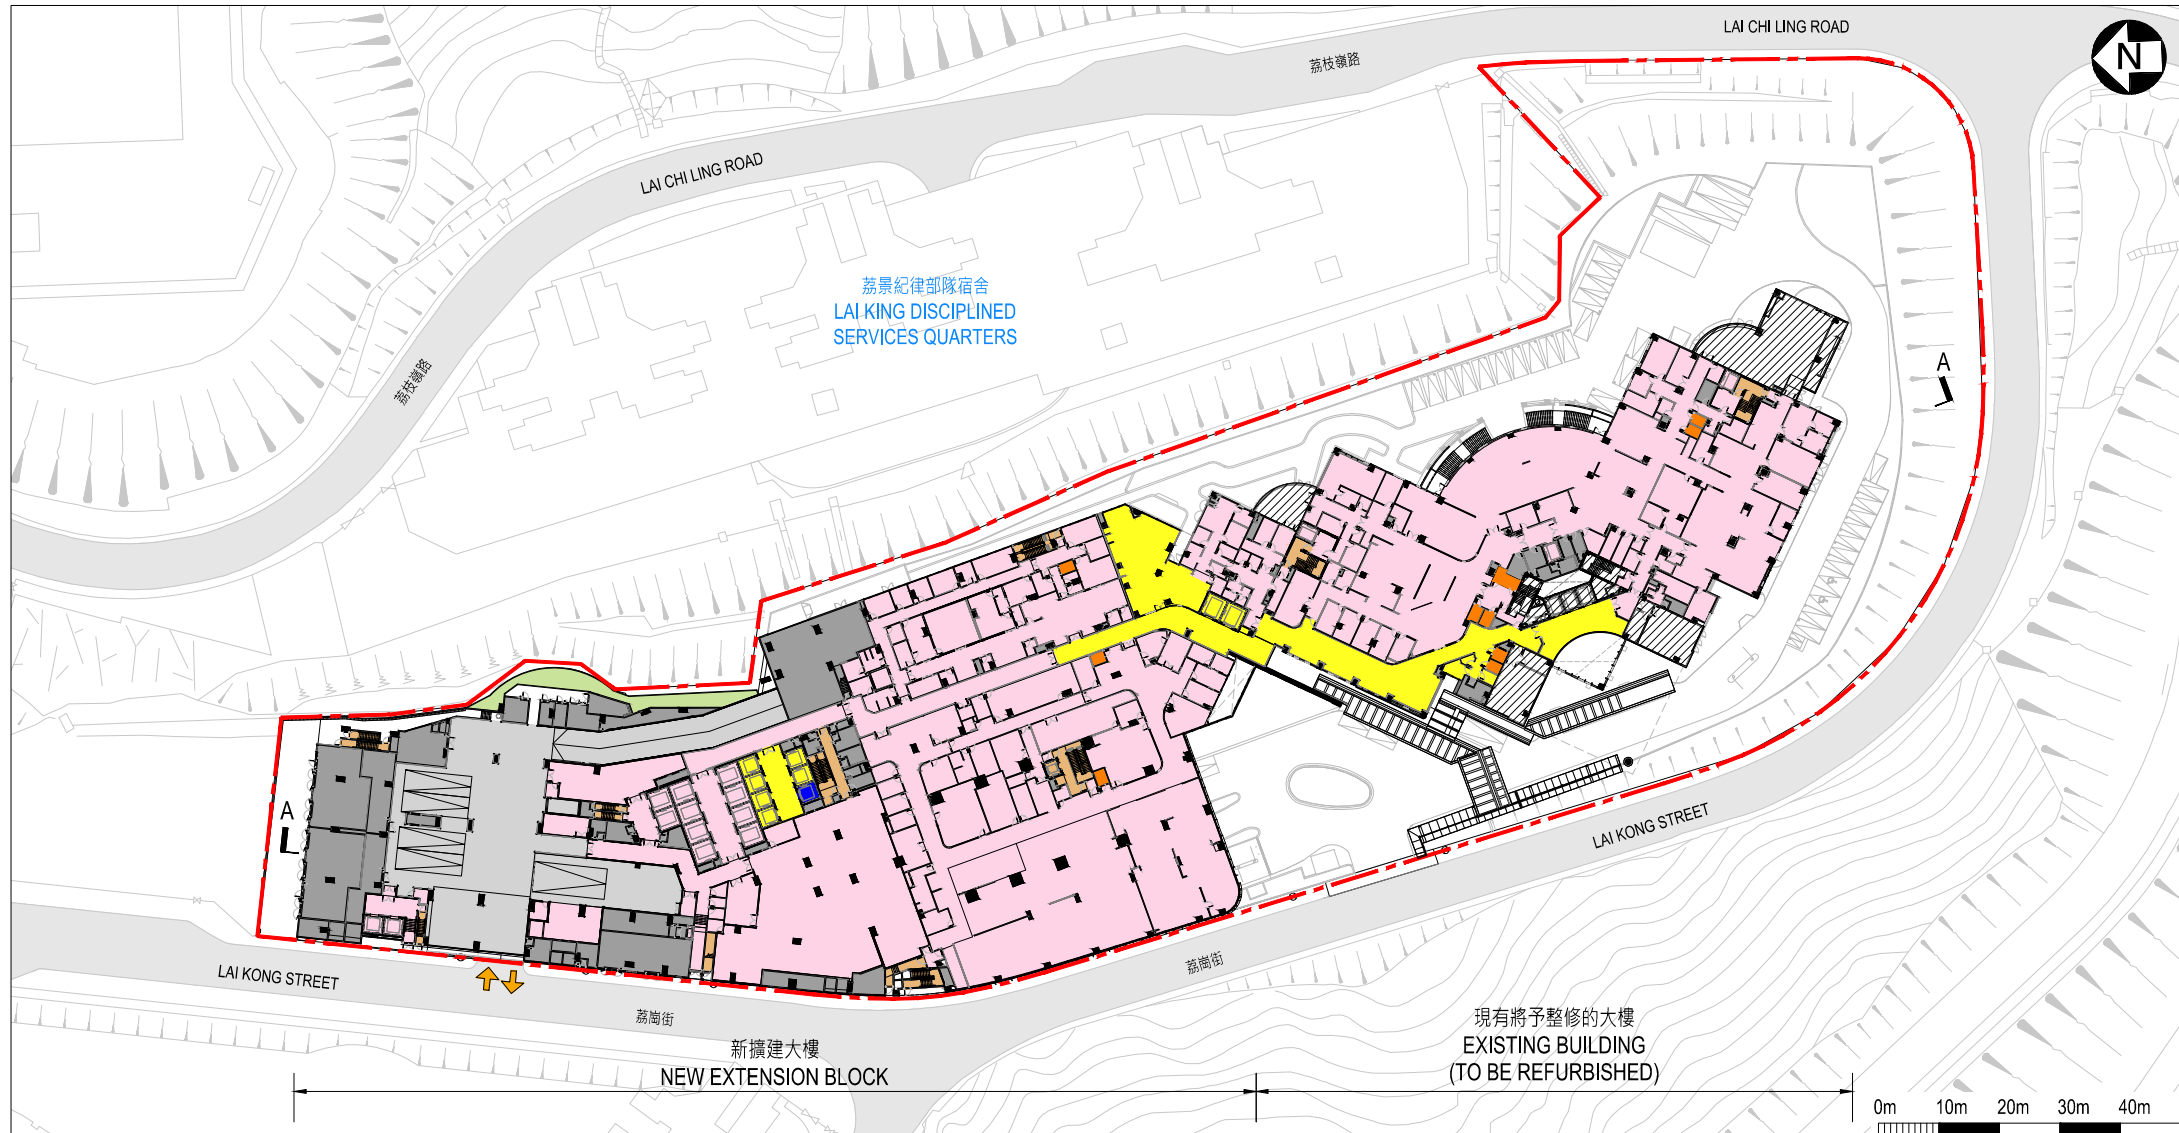 LAI CHI LING ROAD
N
荔枝嶺路
LAI CHI LING ROAD
荔景紀律部隊宿舍
LAI KING DISCIPLINED
SERVICES QUARTERS
荔枝嶺路
A
A
LAI KONG STREET
荔崗街
LAI KONG STREET
荔崗街
現有將予整修的大樓
EXISTING BUILDING
(TO BE REFURBISHED)
新擴建大樓
NEW EXTENSION BLOCK
0m 10m 20m 30m 40m